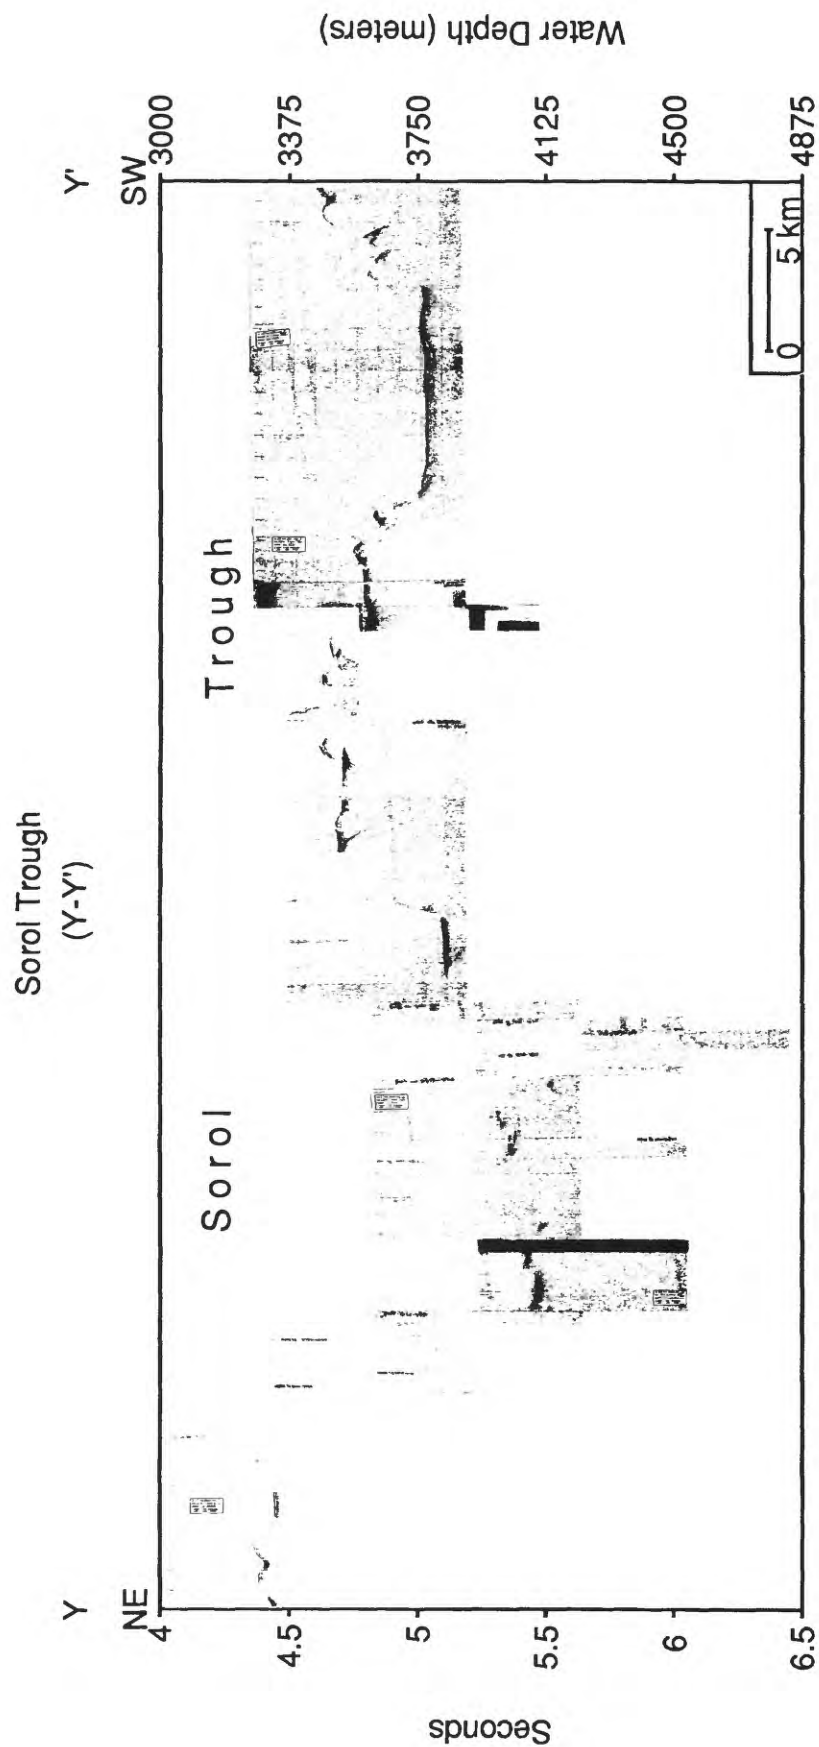 Sorol Trough
(Y-Y')
Y
Y'
NE
SW
4
4.5
5
5.5
6
6.5
Seconds
Sorol Trough
3000
3375
3750
4125
4500
4875
Water Depth (meters)
0 5 km